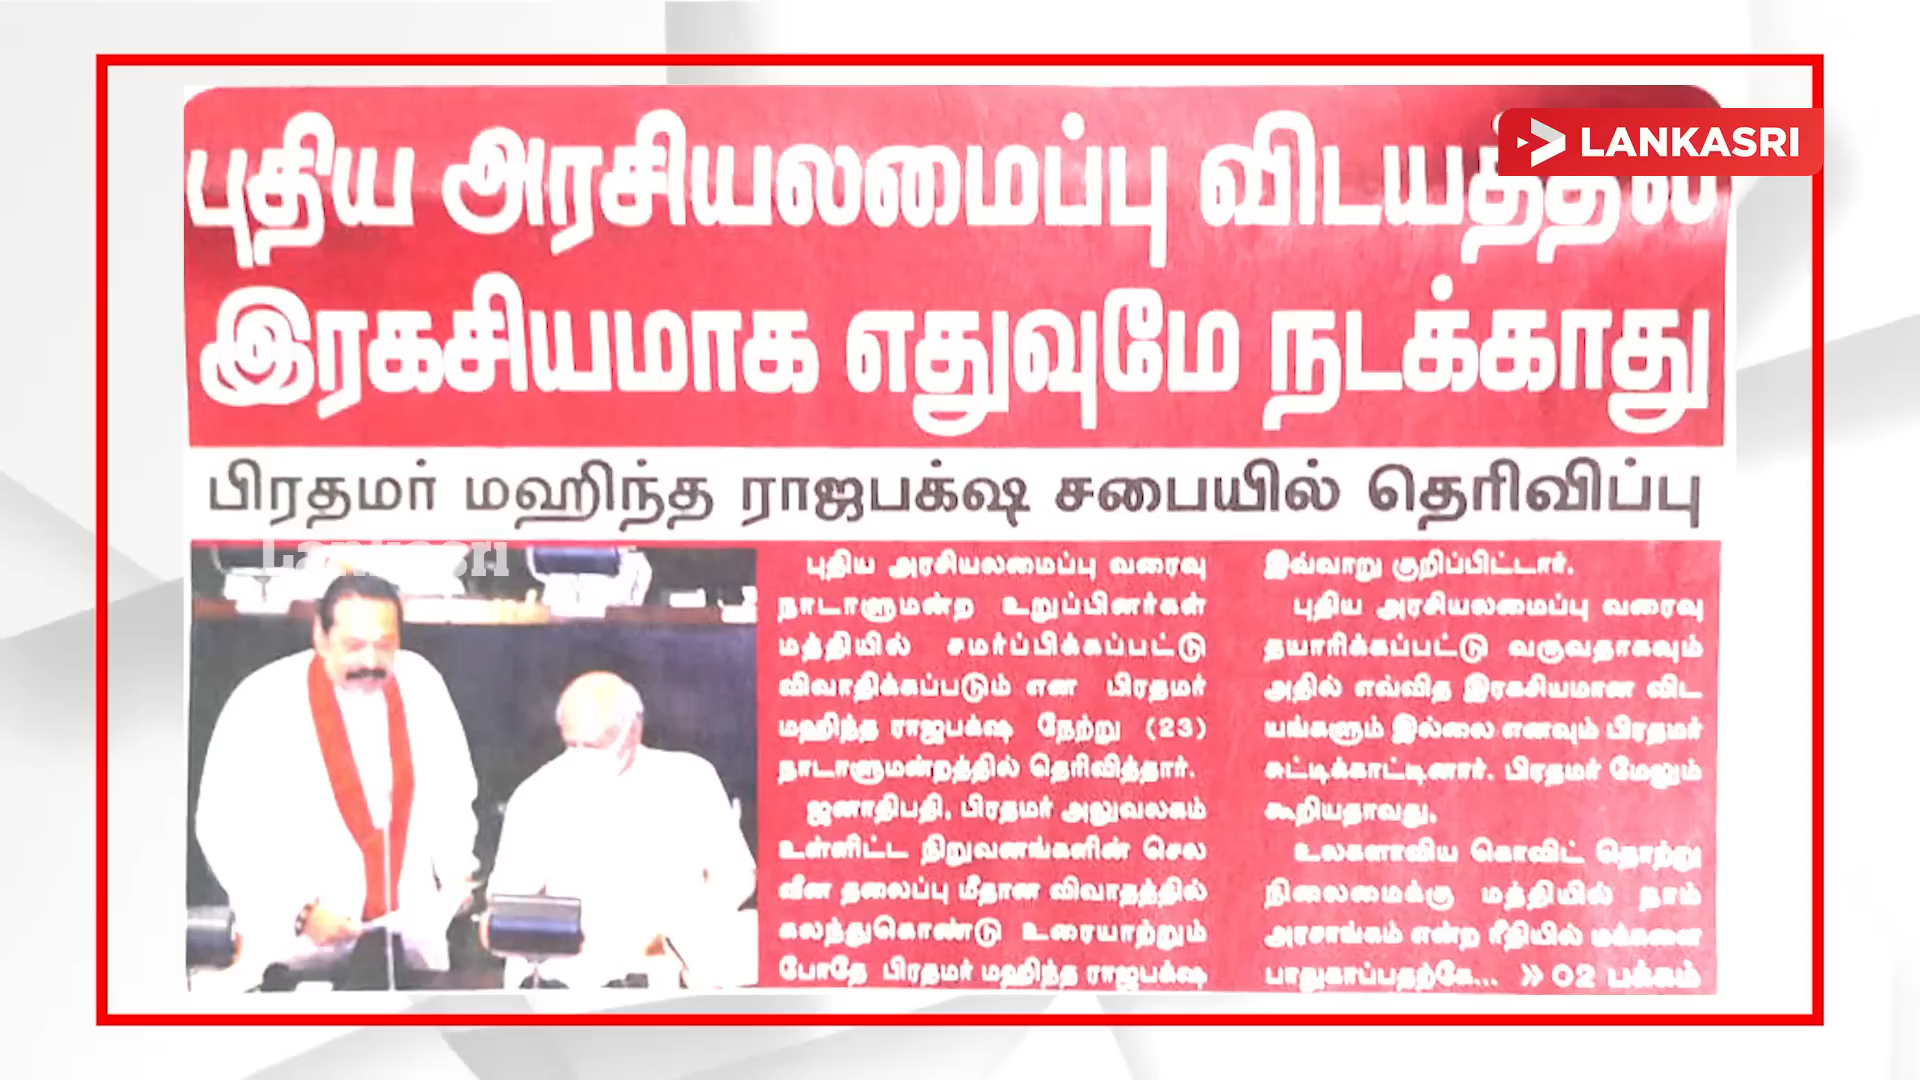 LANKASRI
புதிய அரசியலமைப்பு விடயத்தில்
இரகசியமாக எதுவுமே நடக்காது
பிரதமர் மஹிந்த ராஜபக்ஷ சபையில் தெரிவிப்பு
Lankasri
புதிய அரசியலமைப்பு வரைவு
நாடாளுமன்ற உறுப்பினர்கள்
மத்தியில் சமர்ப்பிக்கப்பட்டு
விவாதிக்கப்படும் என பிரதமர்
மஹிந்த ராஜபக்ஷ நேற்று (23)
நாடாளுமன்றத்தில் தெரிவித்தார்.
ஜனாதிபதி, பிரதமர் அலுவலகம்
உள்ளிட்ட நிறுவனங்களின் செல
வீன தலைப்பு மீதான விவாதத்தில்
கலந்துகொண்டு உரையாற்றும்
போதே பிரதமர் மஹிந்த ராஜபக்ஷ
இவ்வாறு குறிப்பிட்டார்.
புதிய அரசியலமைப்பு வரைவு
தயாரிக்கப்பட்டு வருவதாகவும்
அதில் எவ்வித இரகசியமான விட
யங்களும் இல்லை எனவும் பிரதமர்
சுட்டிக்காட்டினார். பிரதமர் மேலும்
கூறியதாவது,
உலகளாவிய கொவிட் தொற்று
நிலைமைக்கு மத்தியில் நாம்
அரசாங்கம் என்ற ரீதியில் மக்களை
பாதுகாப்பதற்கே... » 02 பக்கம்